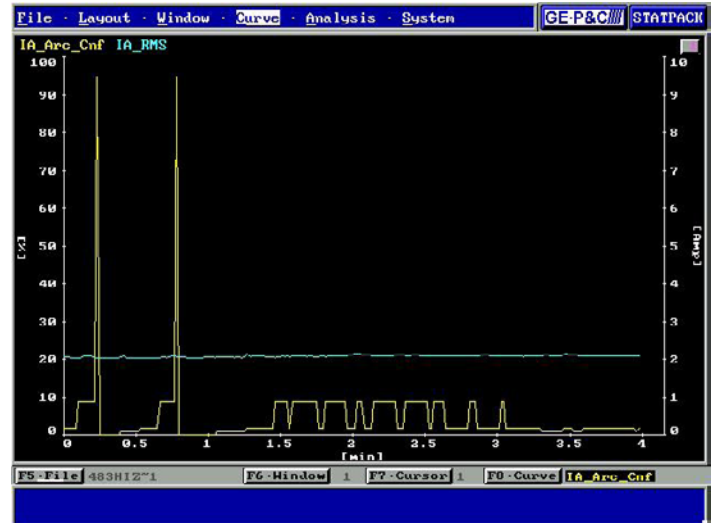 File · Layout · Window · Curve · Analysis · System GE-P&C STATPACK
IA_Arc_Cnf IA_RMS
100 10
90 9
80 8
70 7
60 6
[%] 50 5 [Amp]
40 4
30 3
20 2
10 1
0 0
0 0.5 1 1.5 2 2.5 3 3.5 4
[min]
F5-File 483HIZ~1 F6-Window 1 F7-Cursor 1 F8-Curve IA_Arc_Cnf